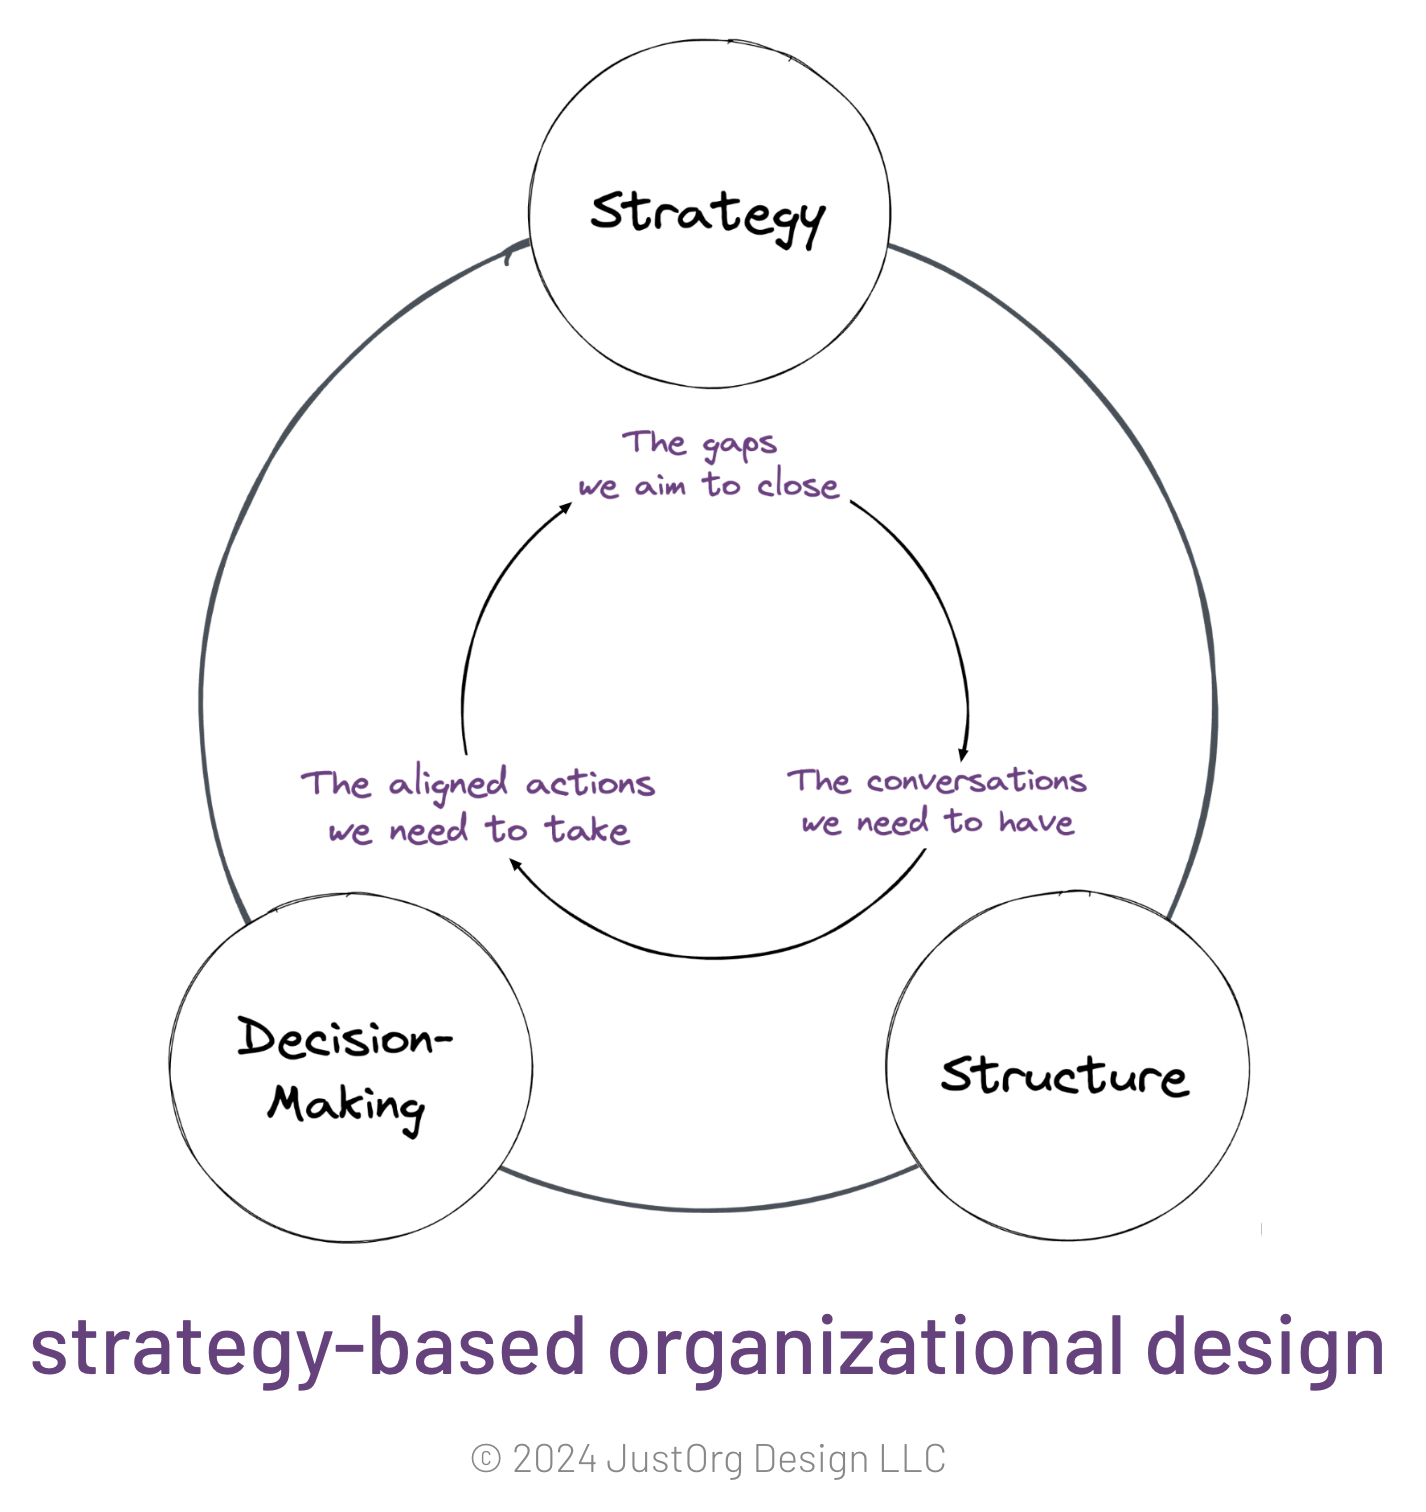 Strategy
The gaps
we aim to close
The aligned actions
we need to take
The conversations
we need to have
Decision-
Making
Structure
strategy-based organizational design
© 2024 JustOrg Design LLC